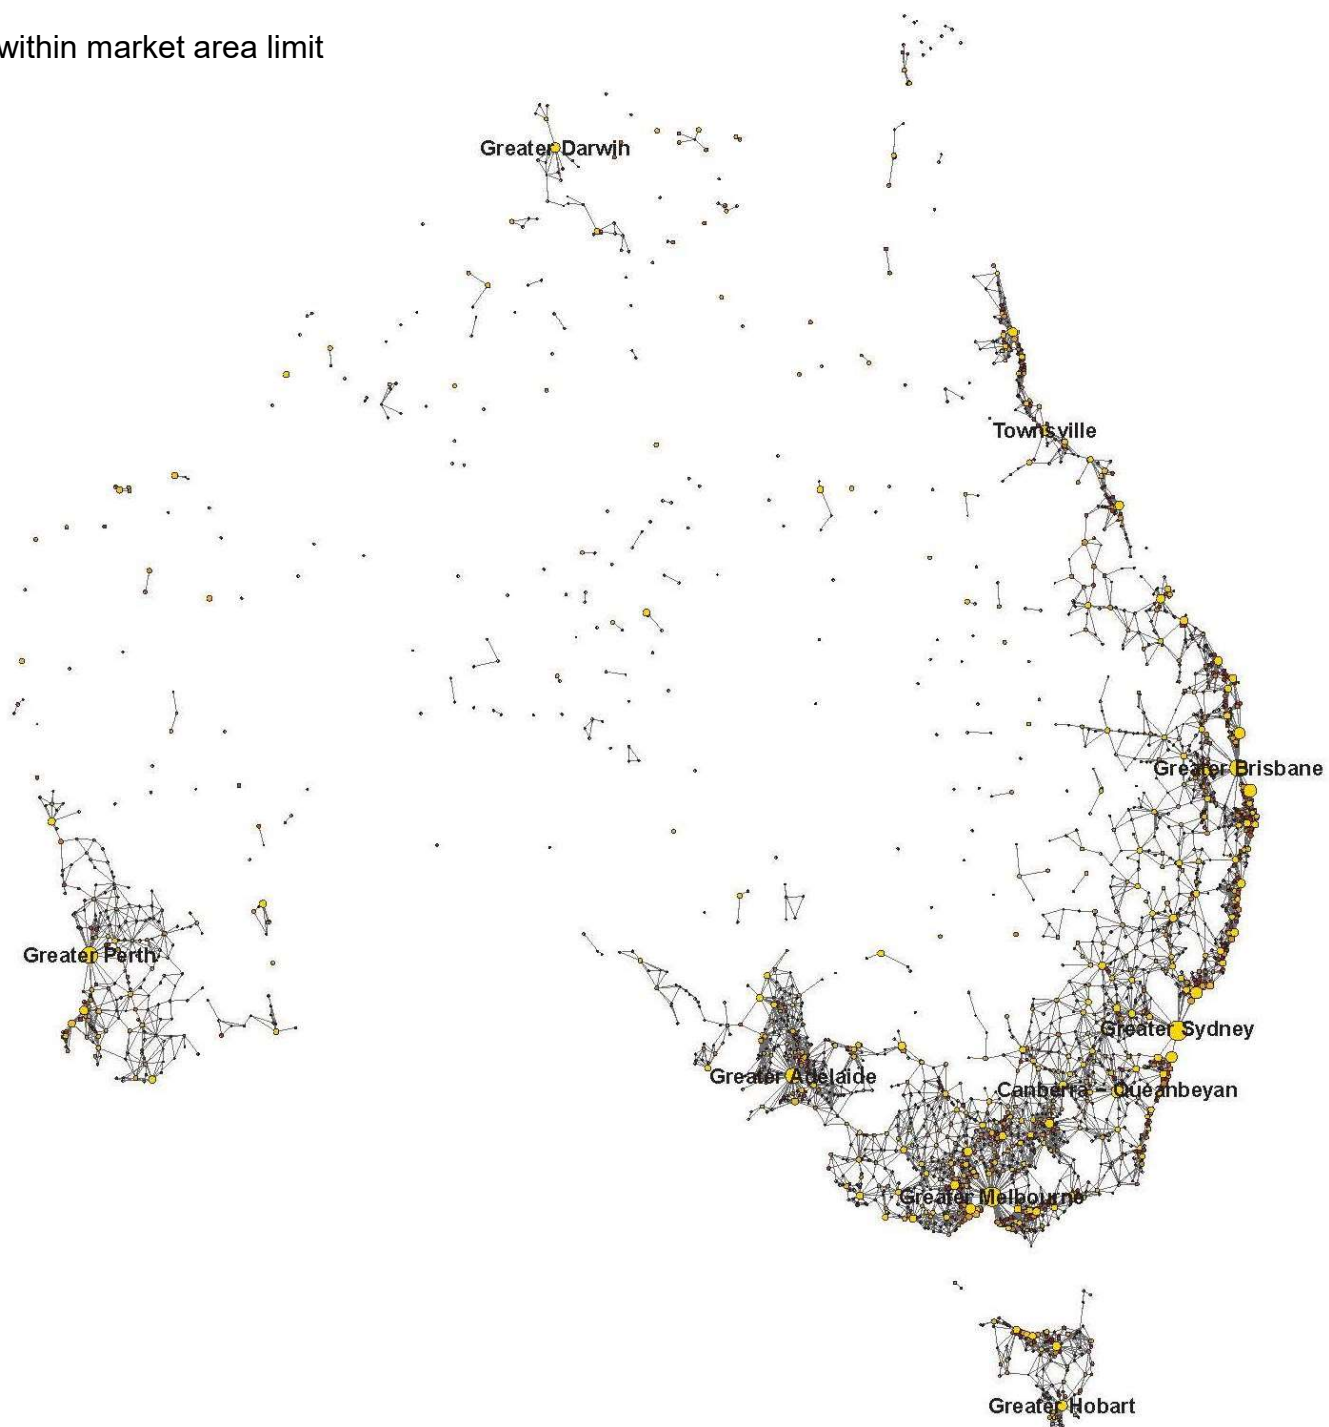 within market area limit
Greater Darwin
Townsville
Greater Brisbane
Greater Perth
Greater Sydney
Greater Adelaide
Canberra – Queanbeyan
Greater Melbourne
Greater Hobart